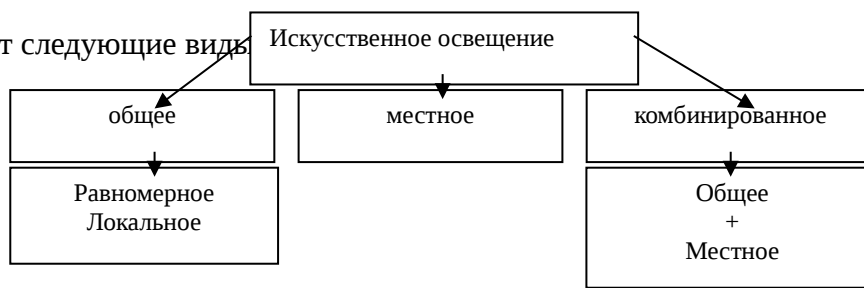 т следующие виды
Искусственное освещение
общее
местное
комбинированное
Равномерное
Локальное
Общее
+
Местное